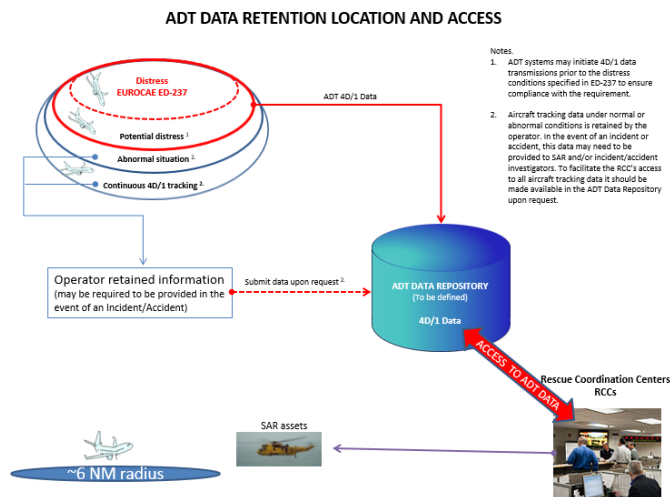 ADT DATA RETENTION LOCATION AND ACCESS
Distress
EUROCAE ED-237
Potential distress 1
Abnormal situation 2.
Continuous 4D/1 tracking 2.
ADT 4D/1 Data
Notes.
1. ADT systems may initiate 4D/1 data
transmissions prior to the distress
conditions specified in ED-237 to ensure
compliance with the requirement.
2. Aircraft tracking data under normal or
abnormal conditions is retained by the
operator. In the event of an incident or
accident, this data may need to be
provided to SAR and/or incident/accident
investigators. To facilitate the RCC's access
to all aircraft tracking data it should be
made available in the ADT Data Repository
upon request.
Operator retained information
(may be required to be provided in the
event of an Incident/Accident)
Submit data upon request 2.
ADT DATA REPOSITORY
(To be defined)
4D/1 Data
ACCESS TO ADT DATA
Rescue Coordination Centers
RCCs
SAR assets
~6 NM radius